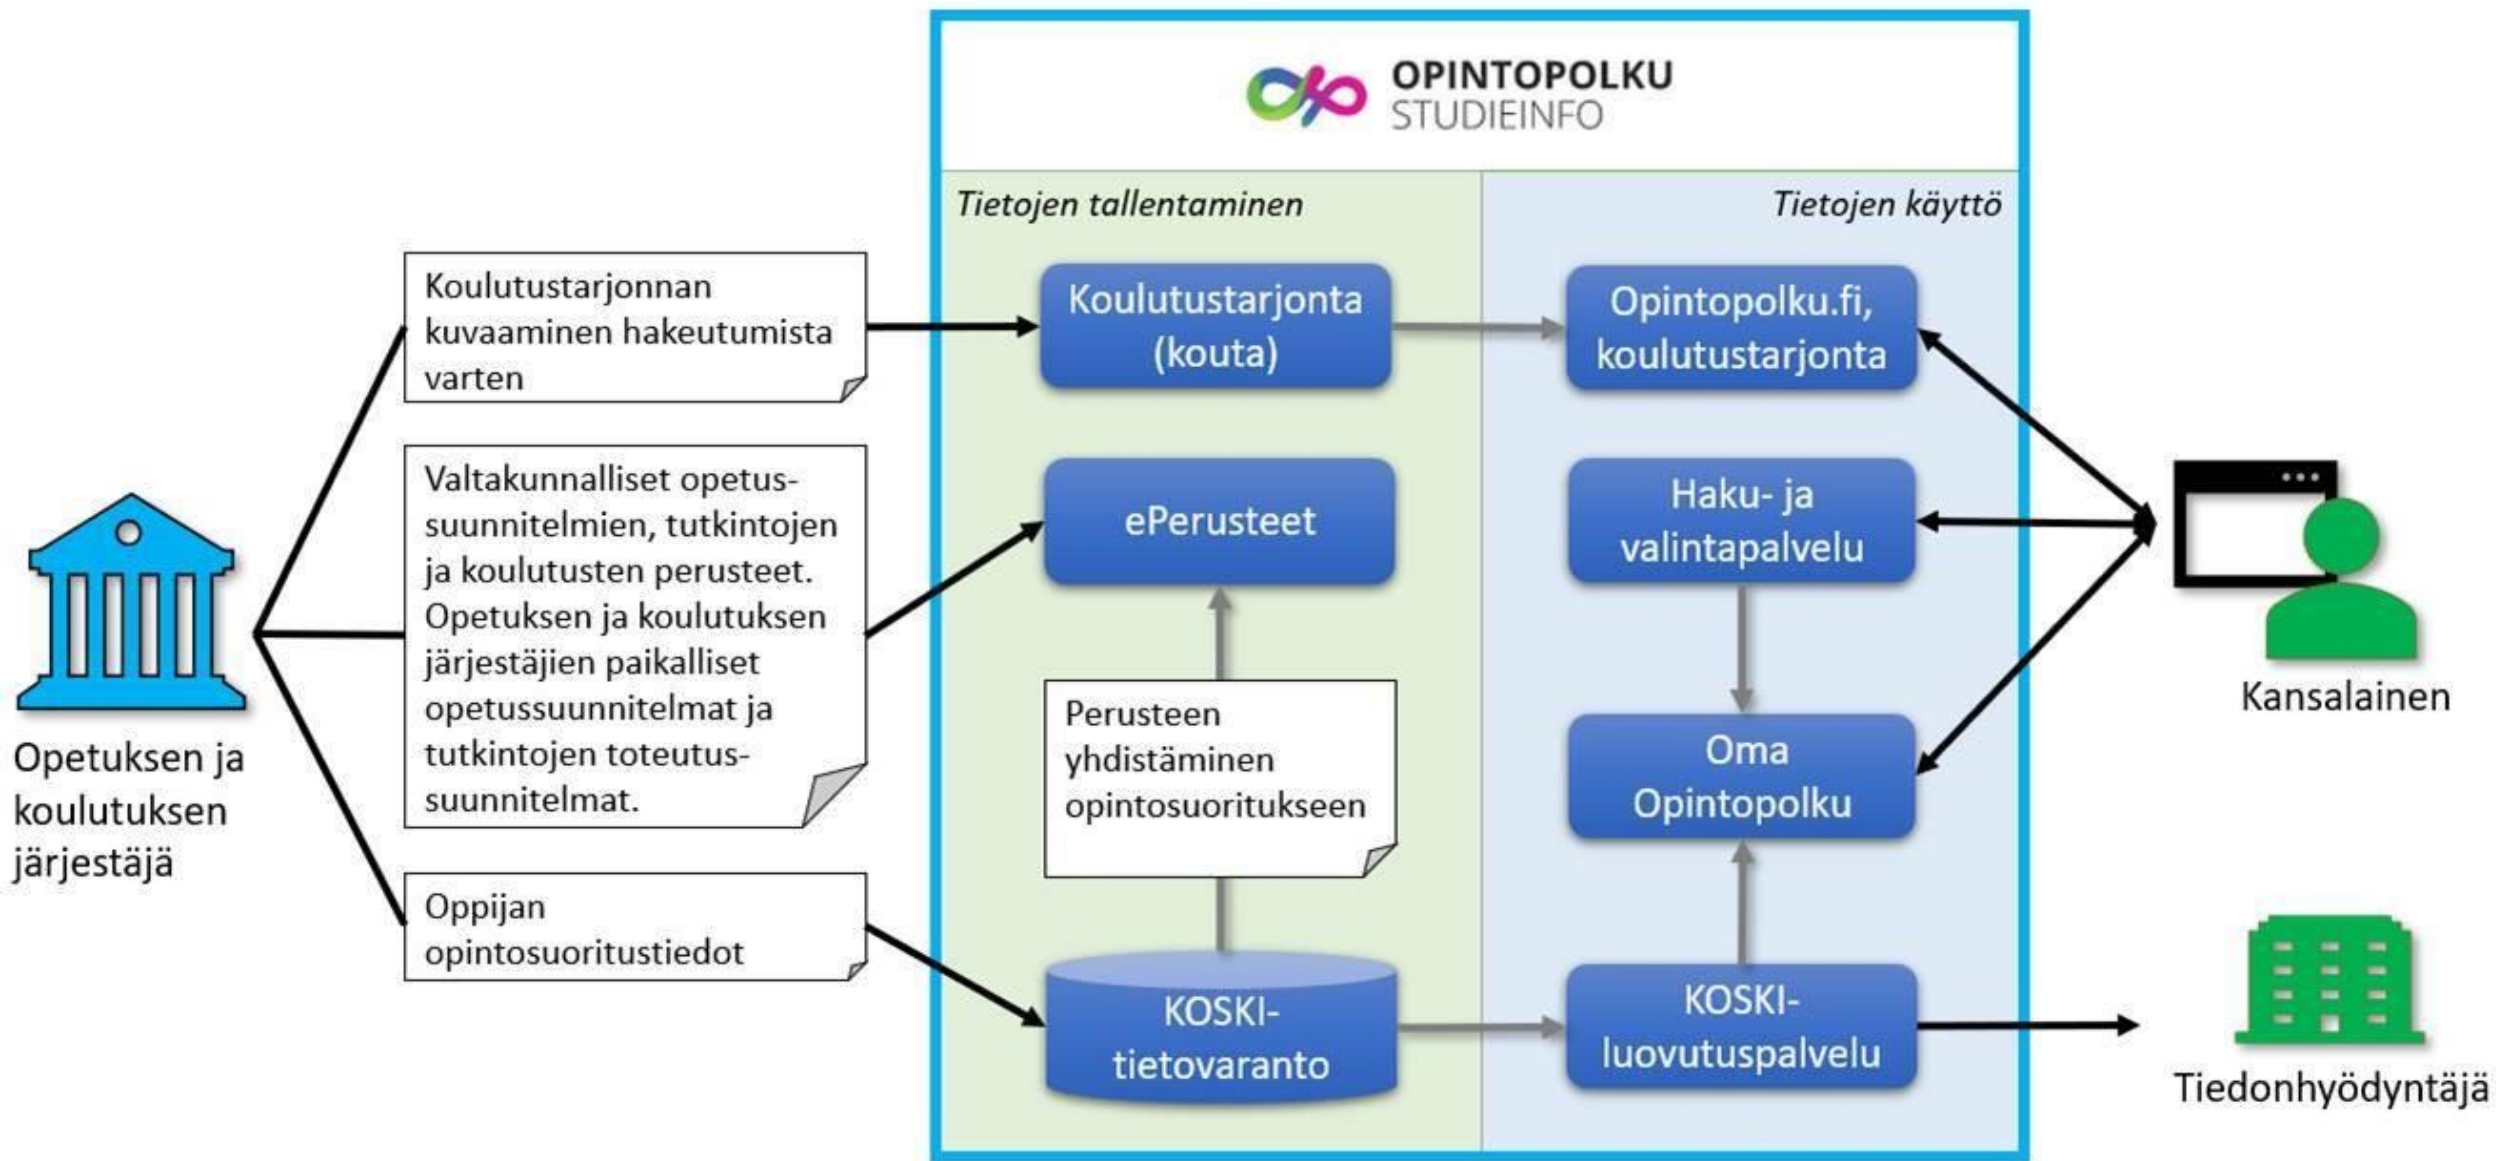 OPINTOPOLKU
STUDIEINFO
Tietojen tallentaminen
Tietojen käyttö
Koulutustarjonnan
kuvaaminen hakeutumista
varten
Koulutustarjonta
(kouta)
Opintopolku.fi,
koulutustarjonta
Valtakunnalliset opetus-
suunnitelmien, tutkintojen
ja koulutusten perusteet.
Opetuksen ja koulutuksen
järjestäjien paikalliset
opetussuunnitelmat ja
tutkintojen toteutus-
suunnitelmat.
ePerusteet
Haku- ja
valintapalvelu
Kansalainen
Opetuksen ja
koulutuksen
järjestäjä
Perusteen
yhdistäminen
opintosuoritukseen
Oma
Opintopolku
Oppijan
opintosuoritustiedot
KOSKI-
tietovaranto
KOSKI-
luovutuspalvelu
Tiedonhyödyntäjä